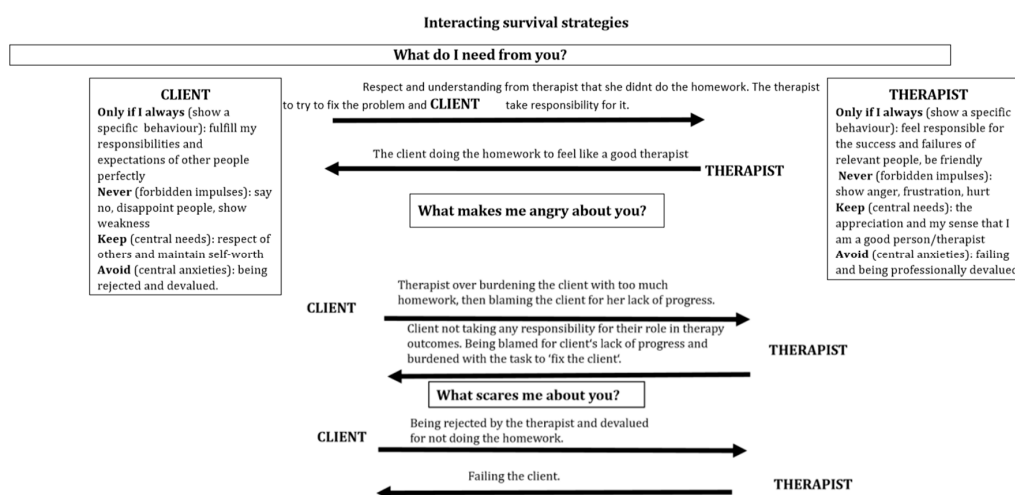 Interacting survival strategies
What do I need from you?
CLIENT
Only if I always (show a
specific behaviour): fulfill my
responsibilities and
expectations of other people
perfectly
Never (forbidden impulses): say
no, disappoint people, show
weakness
Keep (central needs): respect of
others and maintain self-worth
Avoid (central anxieties): being
rejected and devalued.
Respect and understanding from therapist that she didnt do the homework. The therapist
to try to fix the problem and CLIENT take responsibility for it.
The client doing the homework to feel like a good therapist
THERAPIST
THERAPIST
Only if I always (show a specific
behaviour): feel responsible for
the success and failures of
relevant people, be friendly
Never (forbidden impulses):
show anger, frustration, hurt
Keep (central needs): the
appreciation and my sense that I
am a good person/therapist
Avoid (central anxieties): failing
and being professionally devalued
What makes me angry about you?
CLIENT
Therapist over burdening the client with too much
homework, then blaming the client for her lack of progress.
Client not taking any responsibility for their role in therapy
outcomes. Being blamed for client's lack of progress and
burdened with the task to 'fix the client'.
THERAPIST
What scares me about you?
CLIENT
Being rejected by the therapist and devalued
for not doing the homework.
Failing the client.
THERAPIST